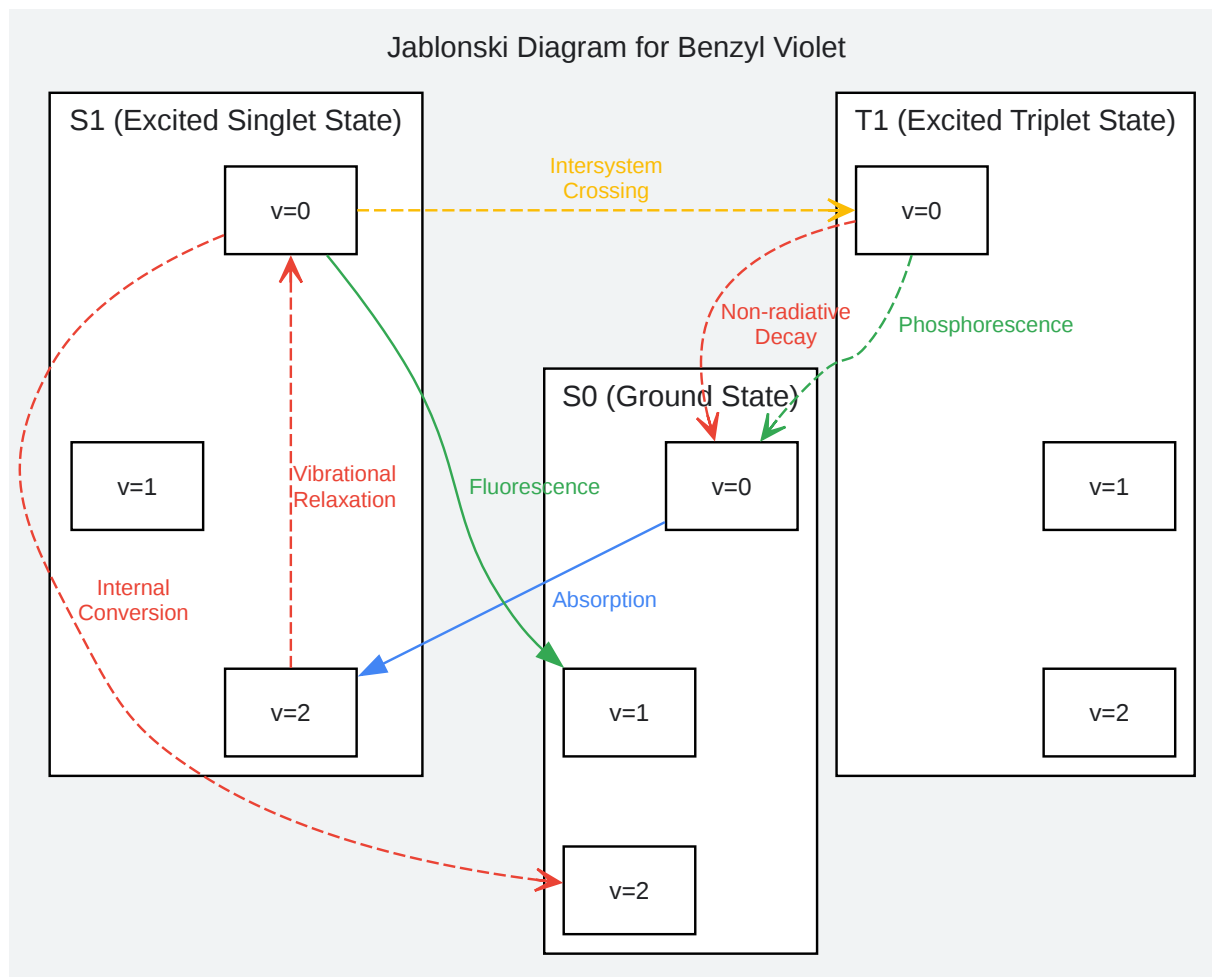 Jablonski Diagram for Benzyl Violet
S1 (Excited Singlet State)
T1 (Excited Triplet State)
v=0
Intersystem
Crossing
v=0
Non-radiative
Decay
Phosphorescence
S0 (Ground State)
v=1
Vibrational
Relaxation
Fluorescence
v=0
v=1
Internal
Conversion
Absorption
v=2
v=1
v=2
v=2